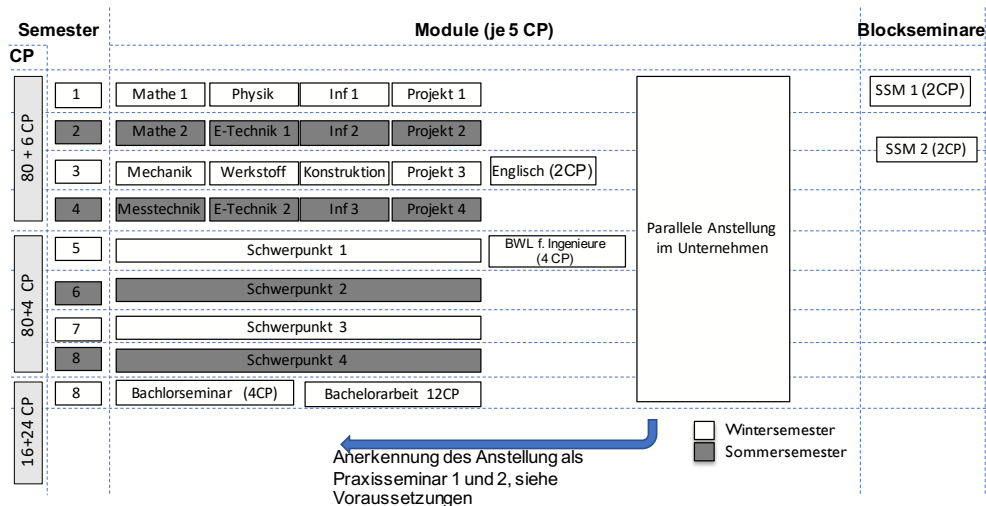 Semester Module (je 5 CP) Blockseminare
CP
80 + 6 CP
1 Mathe 1 Physik Inf 1 Projekt 1 SSM 1 (2CP)
2 Mathe 2 E-Technik 1 Inf 2 Projekt 2
SSM 2 (2CP)
3 Mechanik Werkstoff Konstruktion Projekt 3 Englisch (2CP)
4 Messtechnik E-Technik 2 Inf 3 Projekt 4
Parallele Anstellung
im Unternehmen
80+4 CP
5 Schwerpunkt 1 BWL f. Ingenieure
(4 CP)
6 Schwerpunkt 2
7 Schwerpunkt 3
8 Schwerpunkt 4
16+24 CP
8 Bachlorseminar (4CP) Bachelorarbeit 12CP
Wintersemester
Sommersemester
Anerkennung des Anstellung als
Praxisseminar 1 und 2, siehe
Voraussetzungen